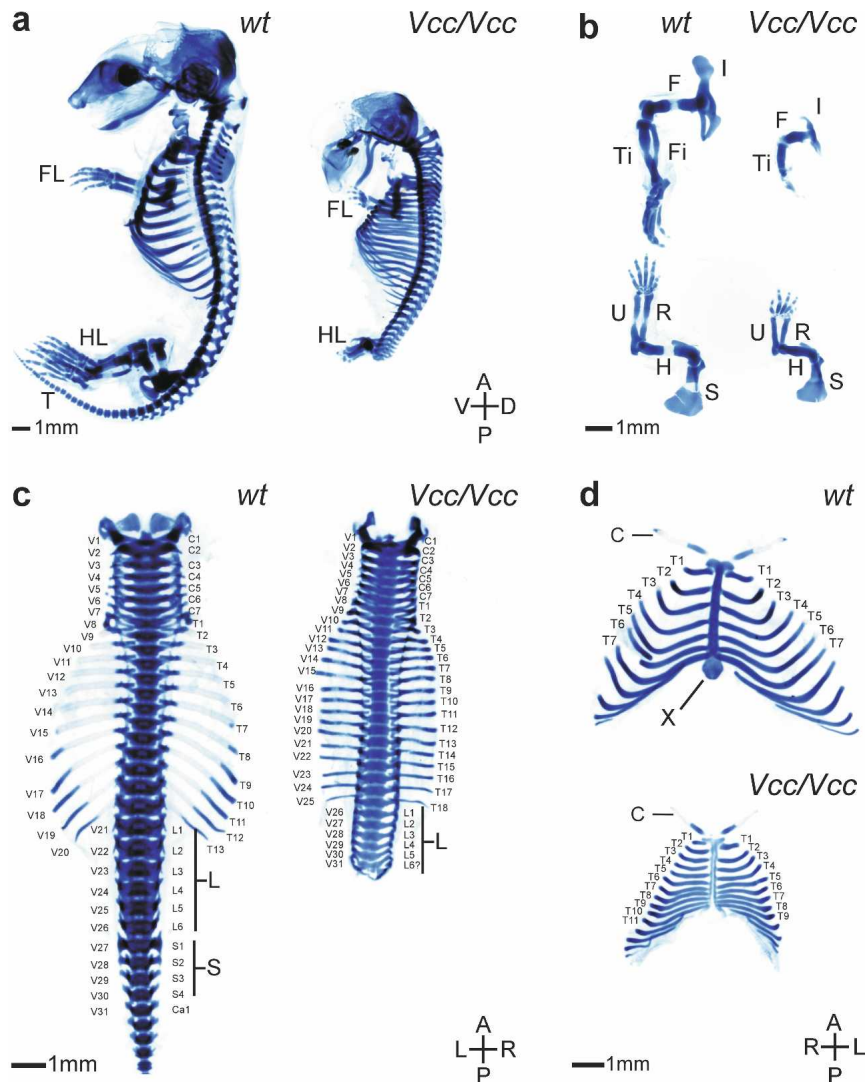 a
wt
Vcc/Vcc
FL
HL
T
1mm
FL
HL
A
V D
P
b
wt
Vcc/Vcc
I
F
Ti
Fi
I
F
Ti
U
R
H
S
U
R
H
S
1mm
c
wt
V1
V2
V3
V4
V5
V6
V7
V8
V9
V10
V11
V12
V13
V14
V15
V16
V17
V18
V19
V20
V21
V22
V23
V24
V25
V26
V27
V28
V29
V30
V31
C1
C2
C3
C4
C5
C6
C7
T1
T2
T3
T4
T5
T6
T7
T8
T9
T10
T11
T12
T13
L1
L2
L3
L4
L5
L6
L
S1
S2
S3
S4
S
Ca1
1mm
Vcc/Vcc
V1
V2
V3
V4
V5
V6
V7
V8
V9
V10
V11
V12
V13
V14
V15
V16
V17
V18
V19
V20
V21
V22
V23
V24
V25
V26
V27
V28
V29
V30
V31
C1
C2
C3
C4
C5
C6
C7
T1
T2
T3
T4
T5
T6
T7
T8
T9
T10
T11
T12
T13
T14
T15
T16
T17
T18
L1
L2
L3
L4
L5
L6?
L
A
L R
P
d
wt
C
T1
T2
T3
T4
T5
T6
T7
T1
T2
T3
T4
T5
T6
T7
X
Vcc/Vcc
C
T1
T2
T3
T4
T5
T6
T7
T8
T9
T10
T11
T1
T2
T3
T4
T5
T6
T7
T8
T9
1mm
A
R L
P